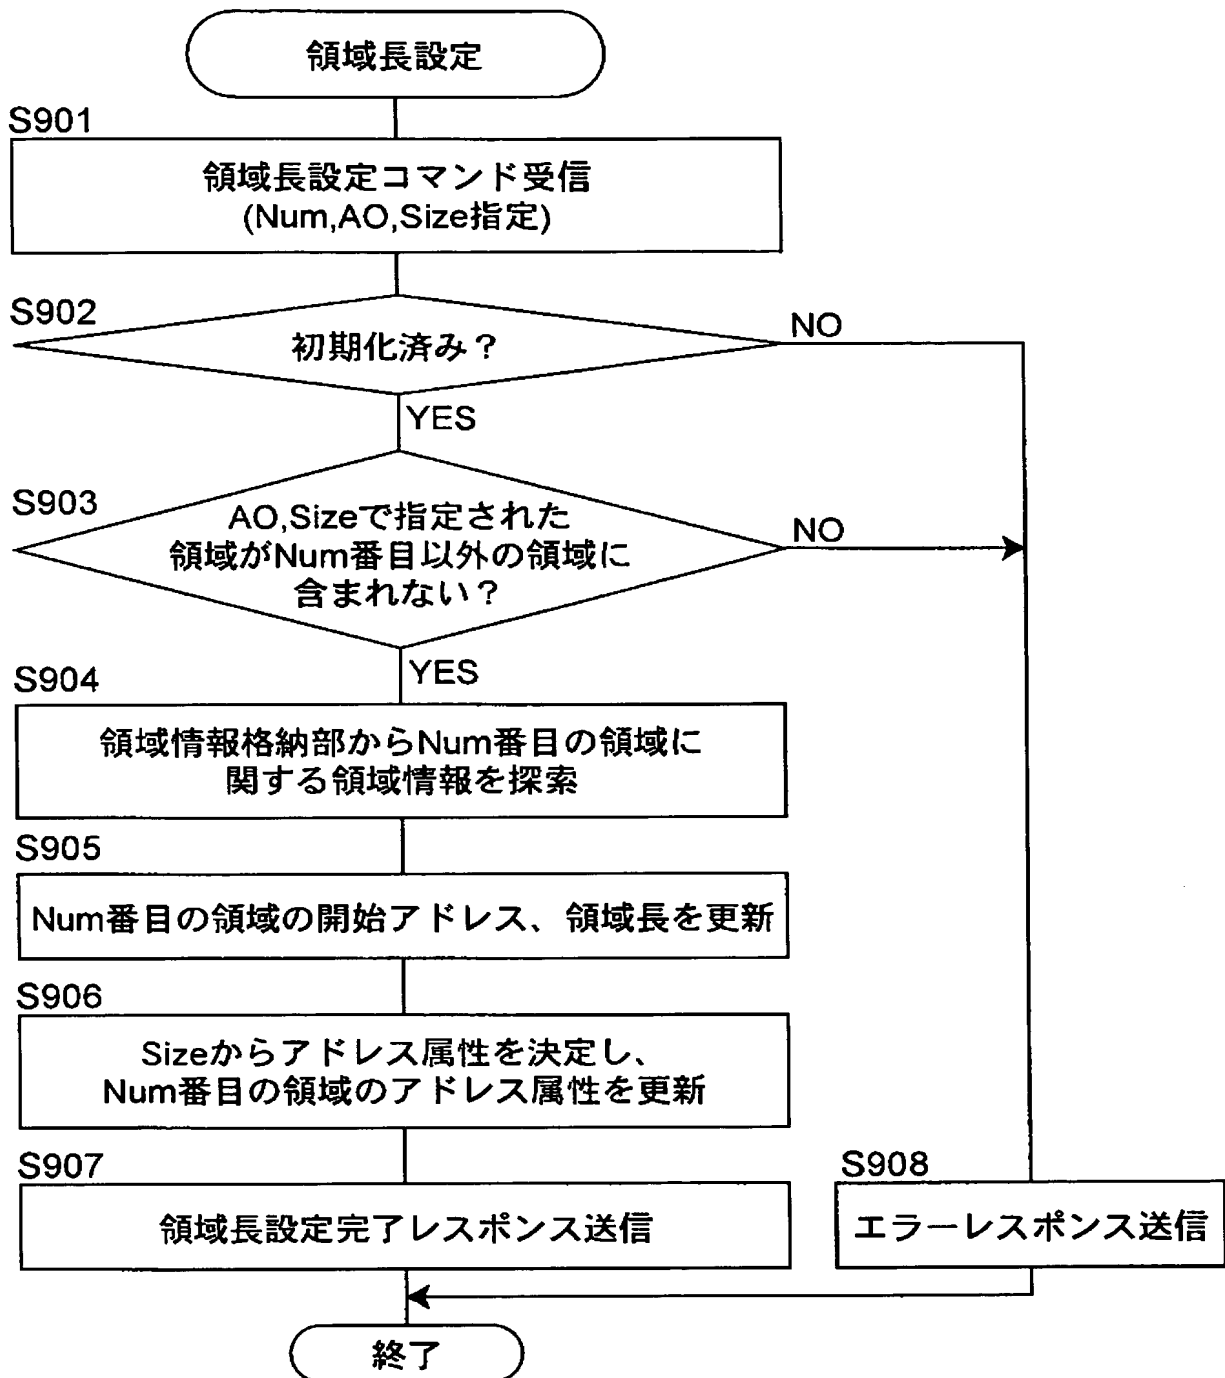 領域長設定
S901
領域長設定コマンド受信
(Num,AO,Size指定)
S902
初期化済み?
NO
YES
S903
AO,Sizeで指定された
領域がNum番目以外の領域に
含まれない?
NO
YES
S904
領域情報格納部からNum番目の領域に
関する領域情報を探索
S905
Num番目の領域の開始アドレス、領域長を更新
S906
Sizeからアドレス属性を決定し、
Num番目の領域のアドレス属性を更新
S907
領域長設定完了レスポンス送信
S908
エラーレスポンス送信
終了